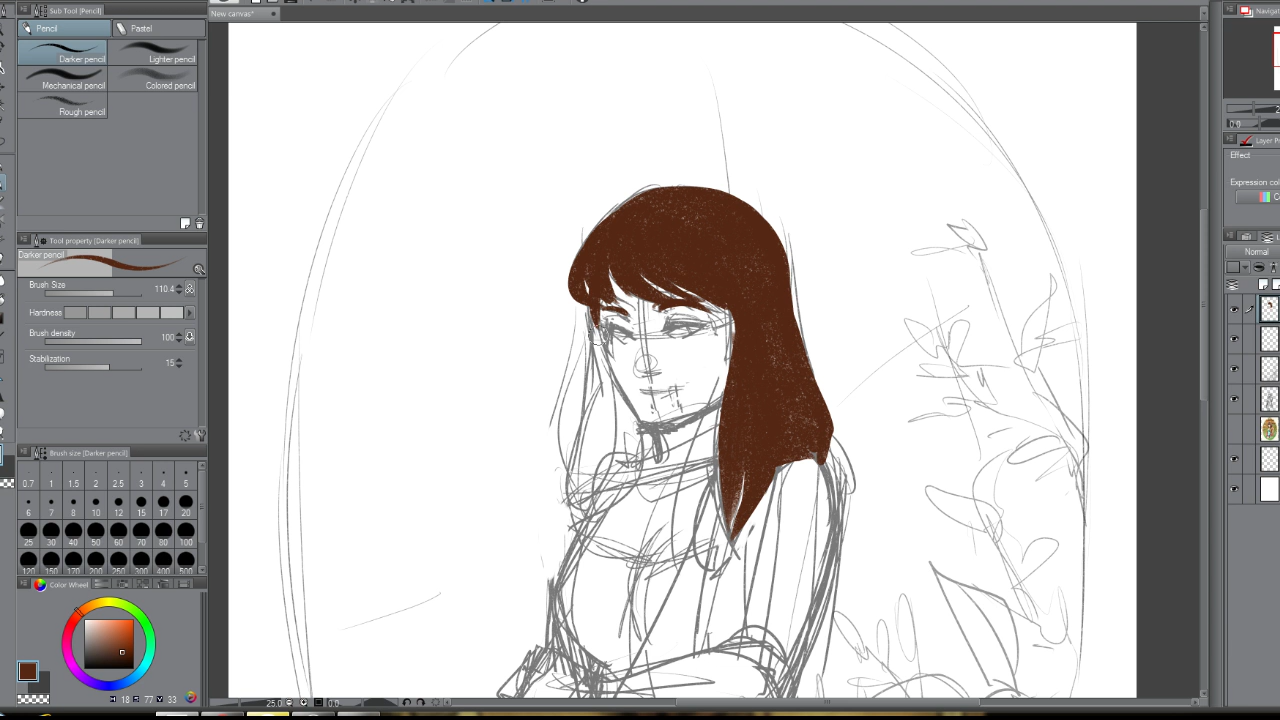 Sub Tool [Pencil]
New canvas*
Navigator
Pencil
Pastel
Darker pencil
Lighter pencil
Mechanical pencil
Colored pencil
Rough pencil
Layer Pr
Effect
Expression col
Tool property [Darker pencil]
Darker pencil
Normal
Brush Size
110.4
Hardness
Brush density
100
Stabilization
15
Brush size [Darker pencil]
0.7 1 1.5 2 2.5 3 4 5
6 7 8 10 12 15 17 20
25 30 40 50 60 70 80 100
120 150 170 200 250 300 400 500
Color Wheel
H 18 S 77 V 33
25.0
0.0